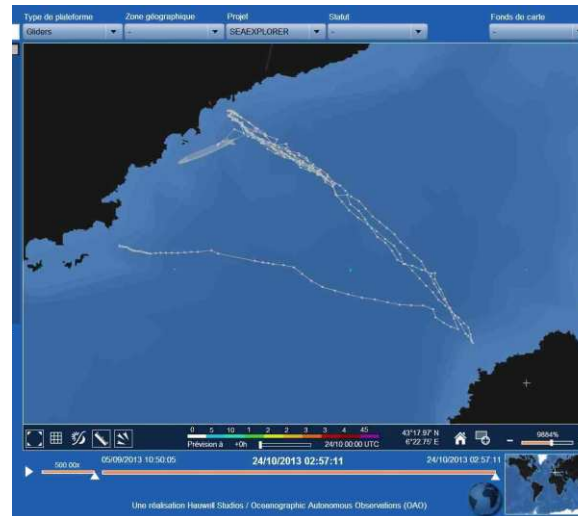 Type de plateforme Zone géographique Projet Statut Fonds de carte
Gliders - SEAEXPLORER - -
0 5 10 1 2 3 3 4 45
Prévision à +0h 24/10 00:00 UTC
43°17.97' N
6°22.75' E
9884%
500.00x
05/09/2013 10:50:05 24/10/2013 02:57:11 24/10/2013 02:57:11
Une réalisation Hauwell Studios / Oceanographic Autonomous Observations (OAO)